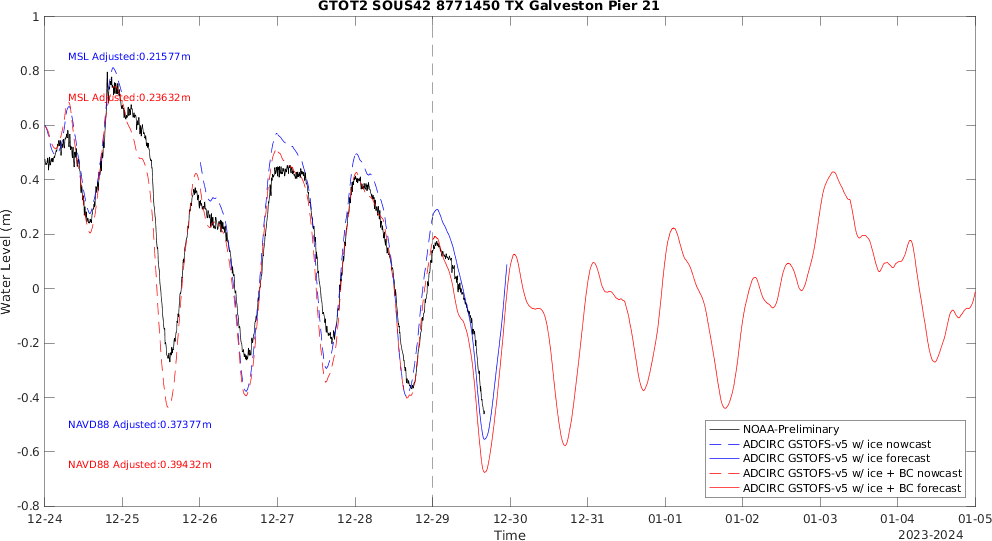 GTOT2 SOUS42 8771450 TX Galveston Pier 21
MSL Adjusted:0.21577m
MSL Adjusted:0.23632m
NAVD88 Adjusted:0.37377m
NAVD88 Adjusted:0.39432m
Water Level (m)
1
0.8
0.6
0.4
0.2
0
-0.2
-0.4
-0.6
-0.8
NOAA-Preliminary
ADCIRC GSTOFS-v5 w/ ice nowcast
ADCIRC GSTOFS-v5 w/ ice forecast
ADCIRC GSTOFS-v5 w/ ice + BC nowcast
ADCIRC GSTOFS-v5 w/ ice + BC forecast
12-24 12-25 12-26 12-27 12-28 12-29 12-30 12-31 01-01 01-02 01-03 01-04 01-05
Time
2023-2024